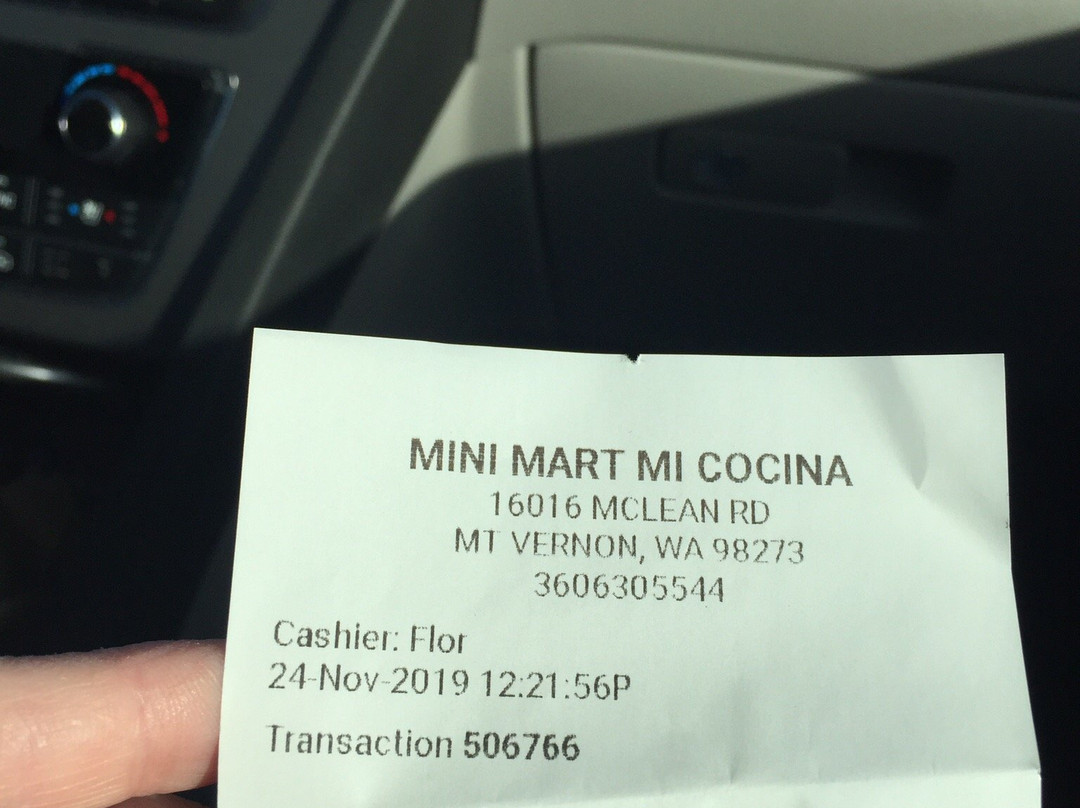 MINI MART MI COCINA
16016 MCLEAN RD
MT VERNON, WA 98273
3606305544
Cashier: Flor
24-Nov-2019 12:21:56P
Transaction 506766